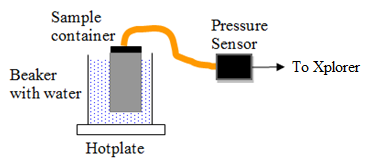 Sample
container
Pressure
Sensor
Beaker
with water
To Xplorer
Hotplate